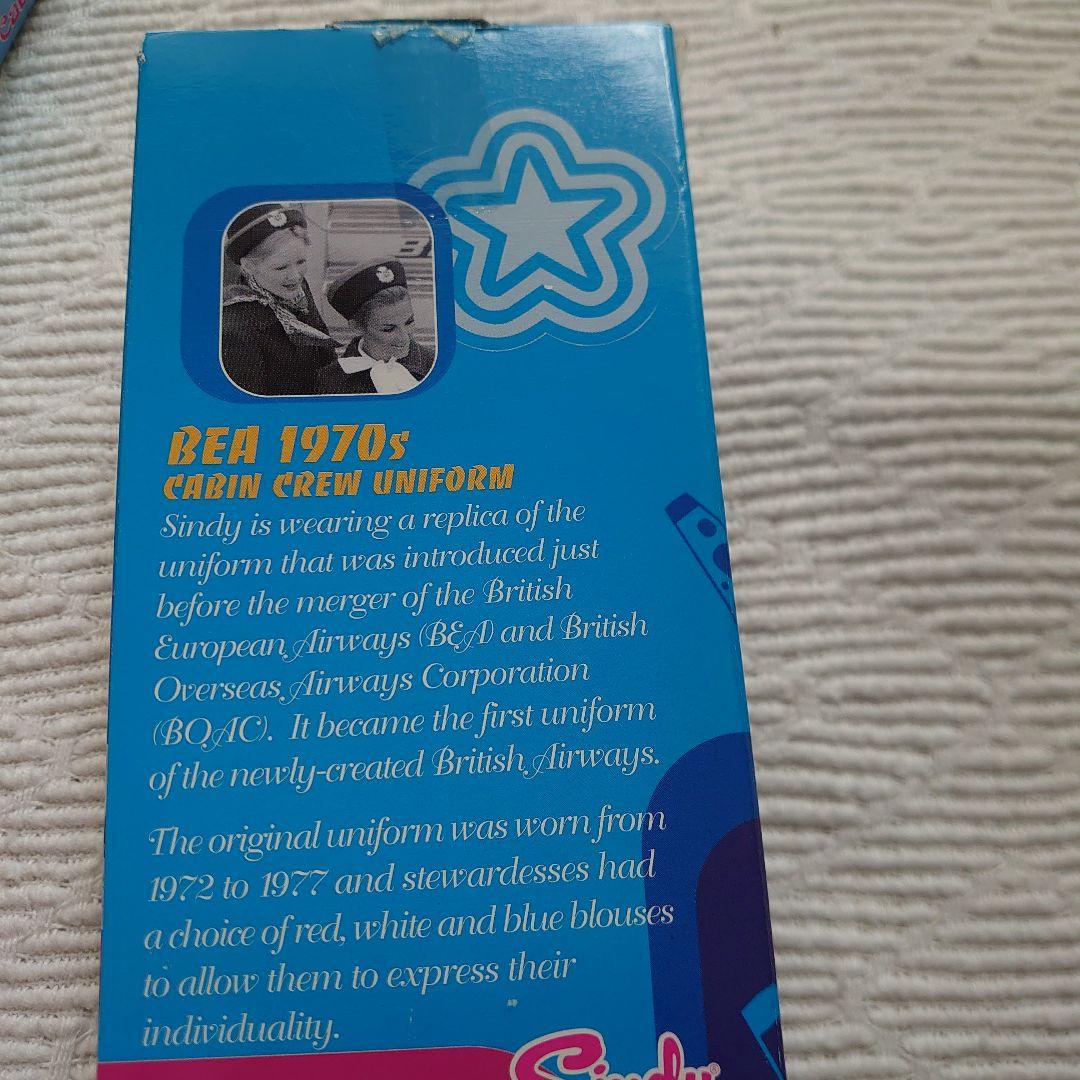 BEA 1970s
CABIN CREW UNIFORM
Sindy is wearing a replica of the
uniform that was introduced just
before the merger of the British
European Airways (BEA) and British
Overseas Airways Corporation
(BOAC). It became the first uniform
of the newly-created British Airways.
The original uniform was worn from
1972 to 1977 and stewardesses had
a choice of red, white and blue blouses
to allow them to express their
individuality.
Sindy